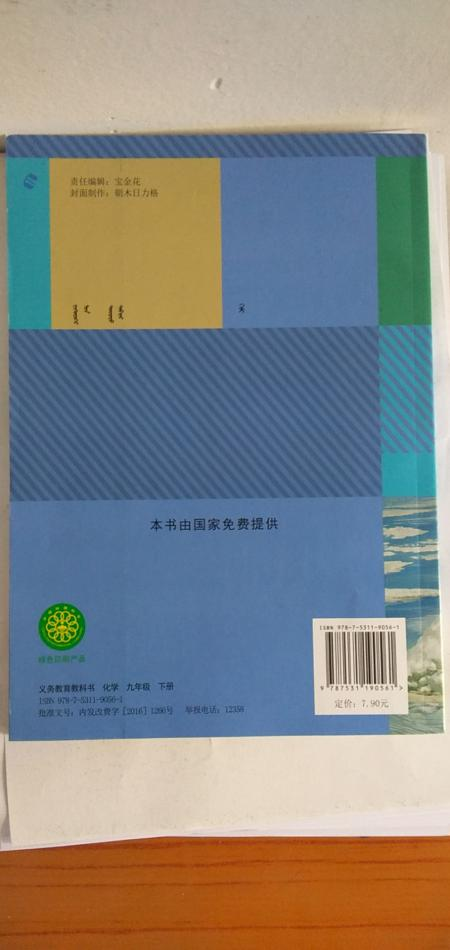 责任编辑：宝金花
封面制作：朝木日力格
本书由国家免费提供
绿色印刷产品
义务教育教科书 化学 九年级 下册
ISBN 978-7-5311-9056-1
批准文号：内发改费字［2016］1266号 举报电话：12358
ISBN 978-7-5311-9056-1
9 787531 190561 >
定价：7.90元